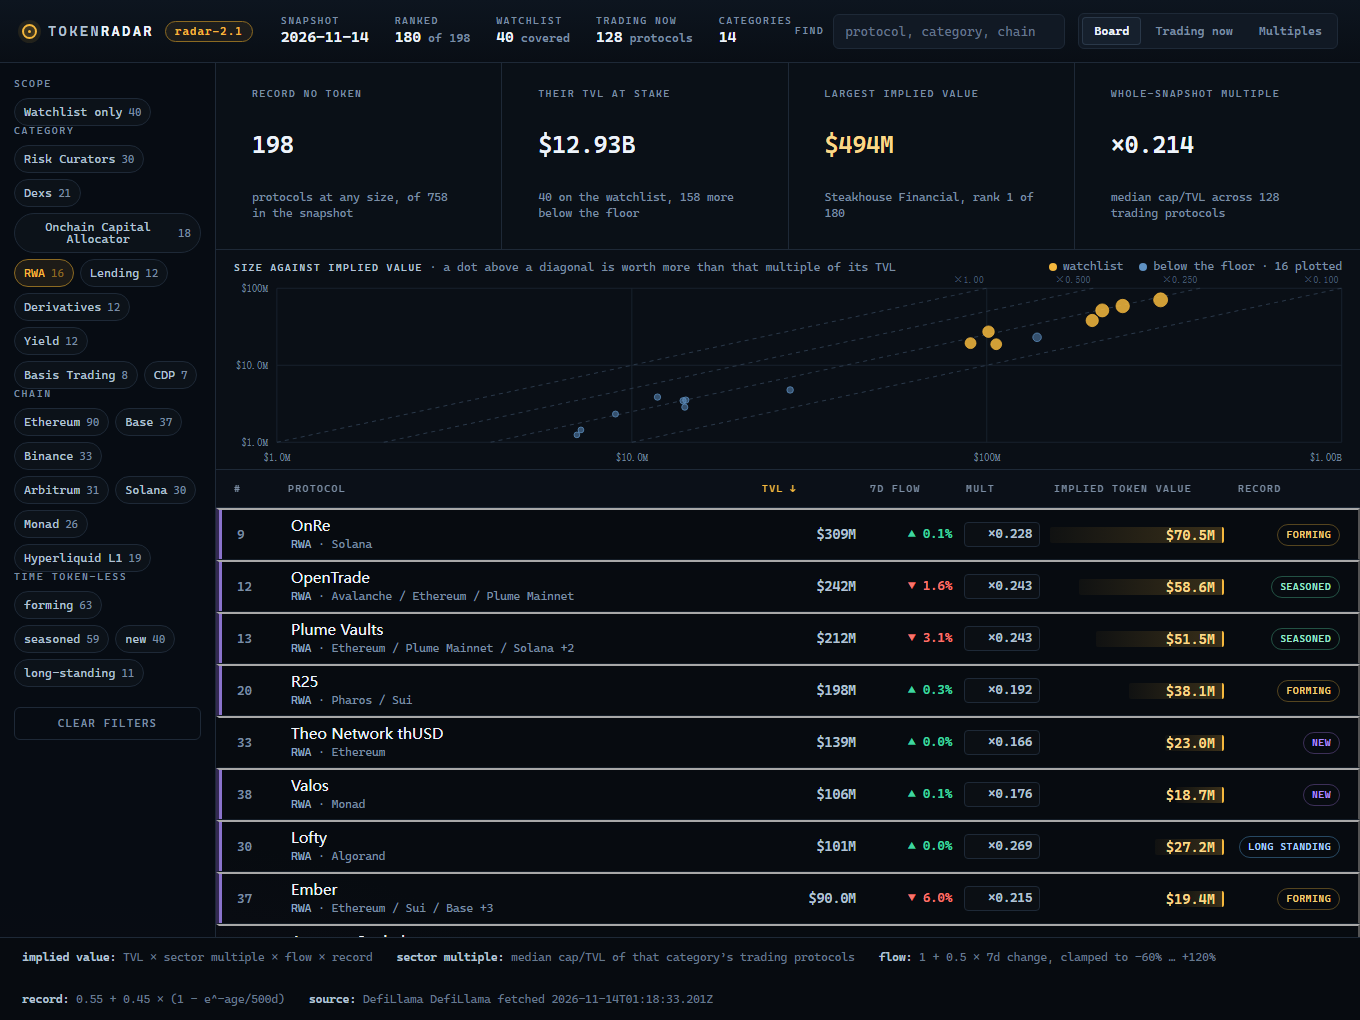 TOKENRADAR radar-2.1
SNAPSHOT
2026-11-14
RANKED
180 of 198
WATCHLIST
40 covered
TRADING NOW
128 protocols
CATEGORIES
14
FIND protocol, category, chain
Board Trading now Multiples
SCOPE
Watchlist only 40
CATEGORY
Risk Curators 30
Dexs 21
Onchain Capital Allocator 18
RWA 16 Lending 12
Derivatives 12
Yield 12
Basis Trading 8 CDP 7
CHAIN
Ethereum 90 Base 37
Binance 33
Arbitrum 31 Solana 30
Monad 26
Hyperliquid L1 19
TIME TOKEN-LESS
forming 63
seasoned 59 new 40
long-standing 11
CLEAR FILTERS
RECORD NO TOKEN
198
protocols at any size, of 758
in the snapshot
THEIR TVL AT STAKE
$12.93B
40 on the watchlist, 158 more
below the floor
LARGEST IMPLIED VALUE
$494M
Steakhouse Financial, rank 1 of
180
WHOLE-SNAPSHOT MULTIPLE
×0.214
median cap/TVL across 128
trading protocols
SIZE AGAINST IMPLIED VALUE · a dot above a diagonal is worth more than that multiple of its TVL
watchlist below the floor · 16 plotted
×1.00 ×0.500 ×0.250 ×0.100
$100M
$10.0M
$1.0M
$1.0M $10.0M $100M $1.00B
# PROTOCOL TVL ↓ 7D FLOW MULT IMPLIED TOKEN VALUE RECORD
9 OnRe $309M ▲ 0.1% ×0.228 $70.5M FORMING
RWA · Solana
12 OpenTrade $242M ▼ 1.6% ×0.243 $58.6M SEASONED
RWA · Avalanche / Ethereum / Plume Mainnet
13 Plume Vaults $212M ▼ 3.1% ×0.243 $51.5M SEASONED
RWA · Ethereum / Plume Mainnet / Solana +2
20 R25 $198M ▲ 0.3% ×0.192 $38.1M FORMING
RWA · Pharos / Sui
33 Theo Network thUSD $139M ▲ 0.0% ×0.166 $23.0M NEW
RWA · Ethereum
38 Valos $106M ▲ 0.1% ×0.176 $18.7M NEW
RWA · Monad
30 Lofty $101M ▲ 0.0% ×0.269 $27.2M LONG STANDING
RWA · Algorand
37 Ember $90.0M ▼ 6.0% ×0.215 $19.4M FORMING
RWA · Ethereum / Sui / Base +3
implied value: TVL × sector multiple × flow × record sector multiple: median cap/TVL of that category's trading protocols flow: 1 + 0.5 × 7d change, clamped to -60% … +120%
record: 0.55 + 0.45 × (1 − e^-age/500d) source: DefiLlama DefiLlama fetched 2026-11-14T01:18:33.201Z